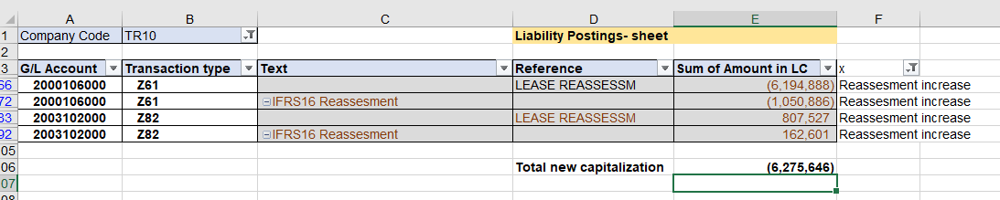 A B C D E F
1 Company Code TR10 Liability Postings- sheet
2
3 G/L Account Transaction type Text Reference Sum of Amount in LC x
66 2000106000 Z61 LEASE REASSESSM (6,194,888) Reassesment increase
72 2000106000 Z61 IFRS16 Reassesment (1,050,886) Reassesment increase
83 2003102000 Z82 LEASE REASSESSM 807,527 Reassesment increase
92 2003102000 Z82 IFRS16 Reassesment 162,601 Reassesment increase
05
06 Total new capitalization (6,275,646)
07
08